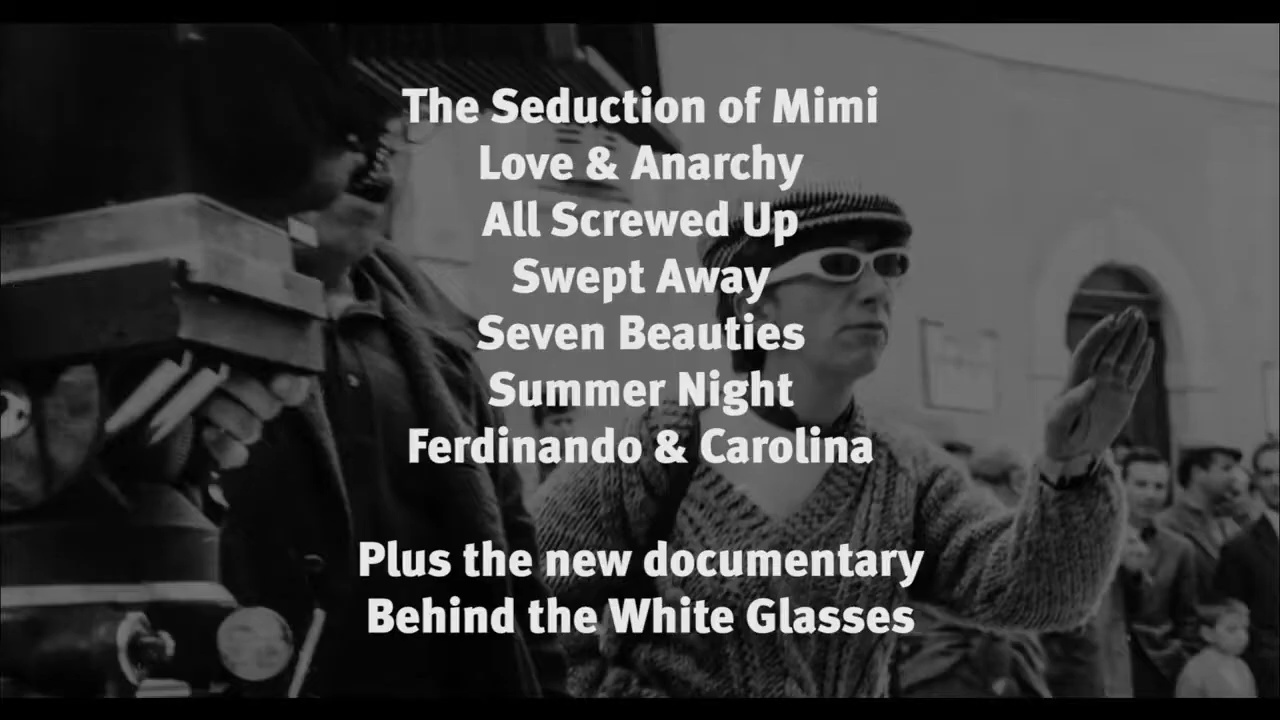 The Seduction of Mimi
Love & Anarchy
All Screwed Up
Swept Away
Seven Beauties
Summer Night
Ferdinando & Carolina
Plus the new documentary
Behind the White Glasses